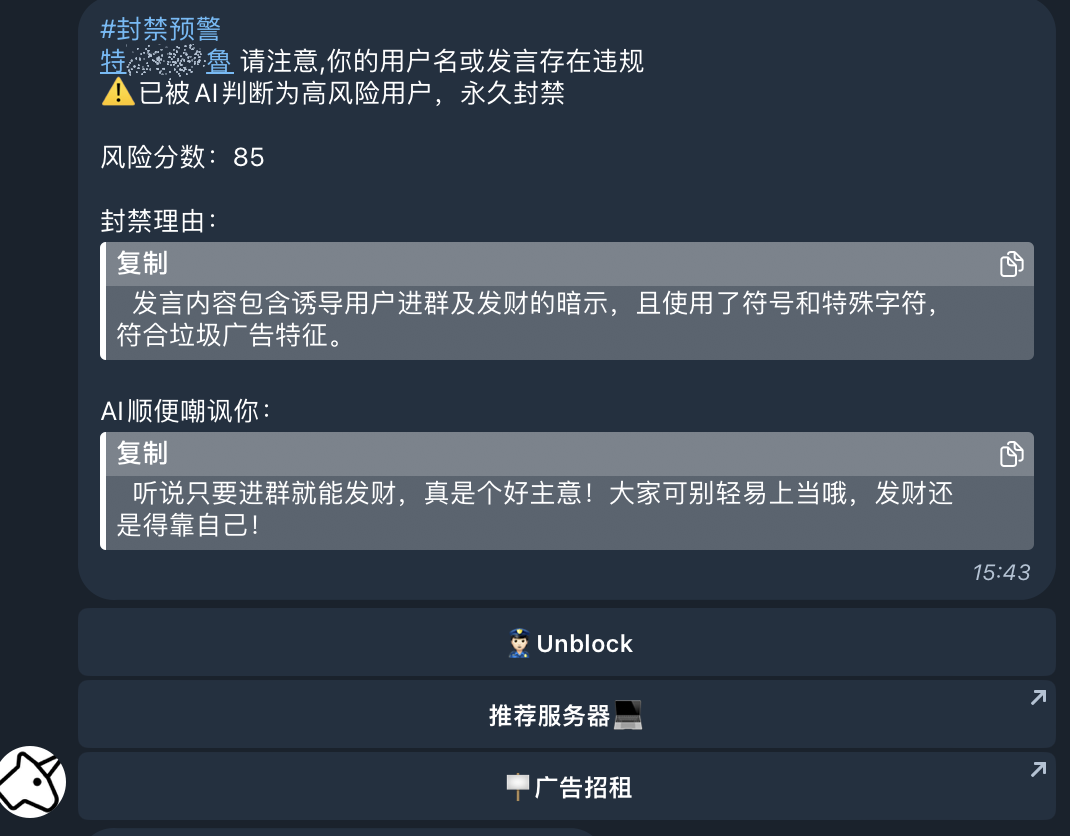 #封禁预警
特 魯 请注意,你的用户名或发言存在违规
⚠️已被AI判断为高风险用户，永久封禁
风险分数：85
封禁理由：
复制
发言内容包含诱导用户进群及发财的暗示，且使用了符号和特殊字符，
符合垃圾广告特征。
AI顺便嘲讽你：
复制
听说只要进群就能发财，真是个好主意！大家可别轻易上当哦，发财还
是得靠自己！
15:43
👮🏻Unblock
推荐服务器💻
🪧广告招租